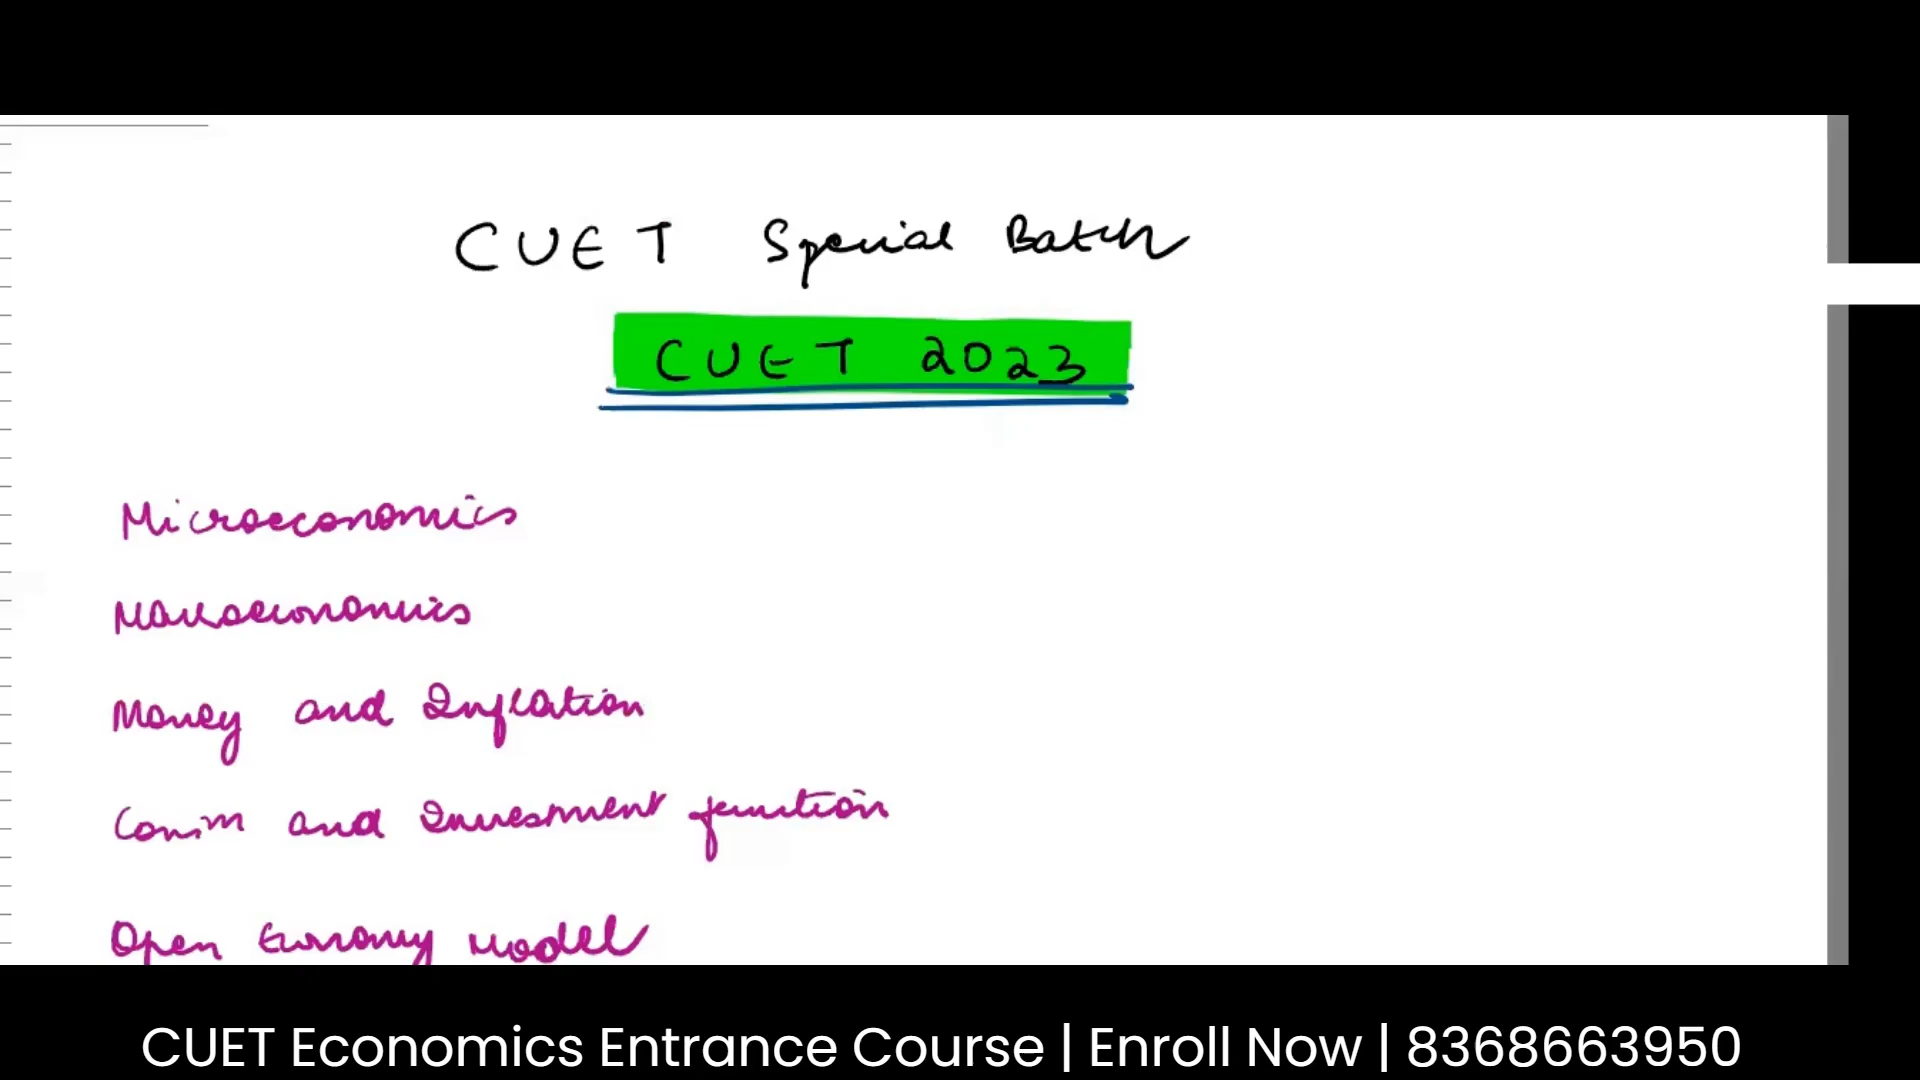 CUET Special Batch
CUET 2023
Microeconomics
Macroeconomics
Money and Inflation
Consm and Investment function
Open Economy Model
CUET Economics Entrance Course | Enroll Now | 8368663950